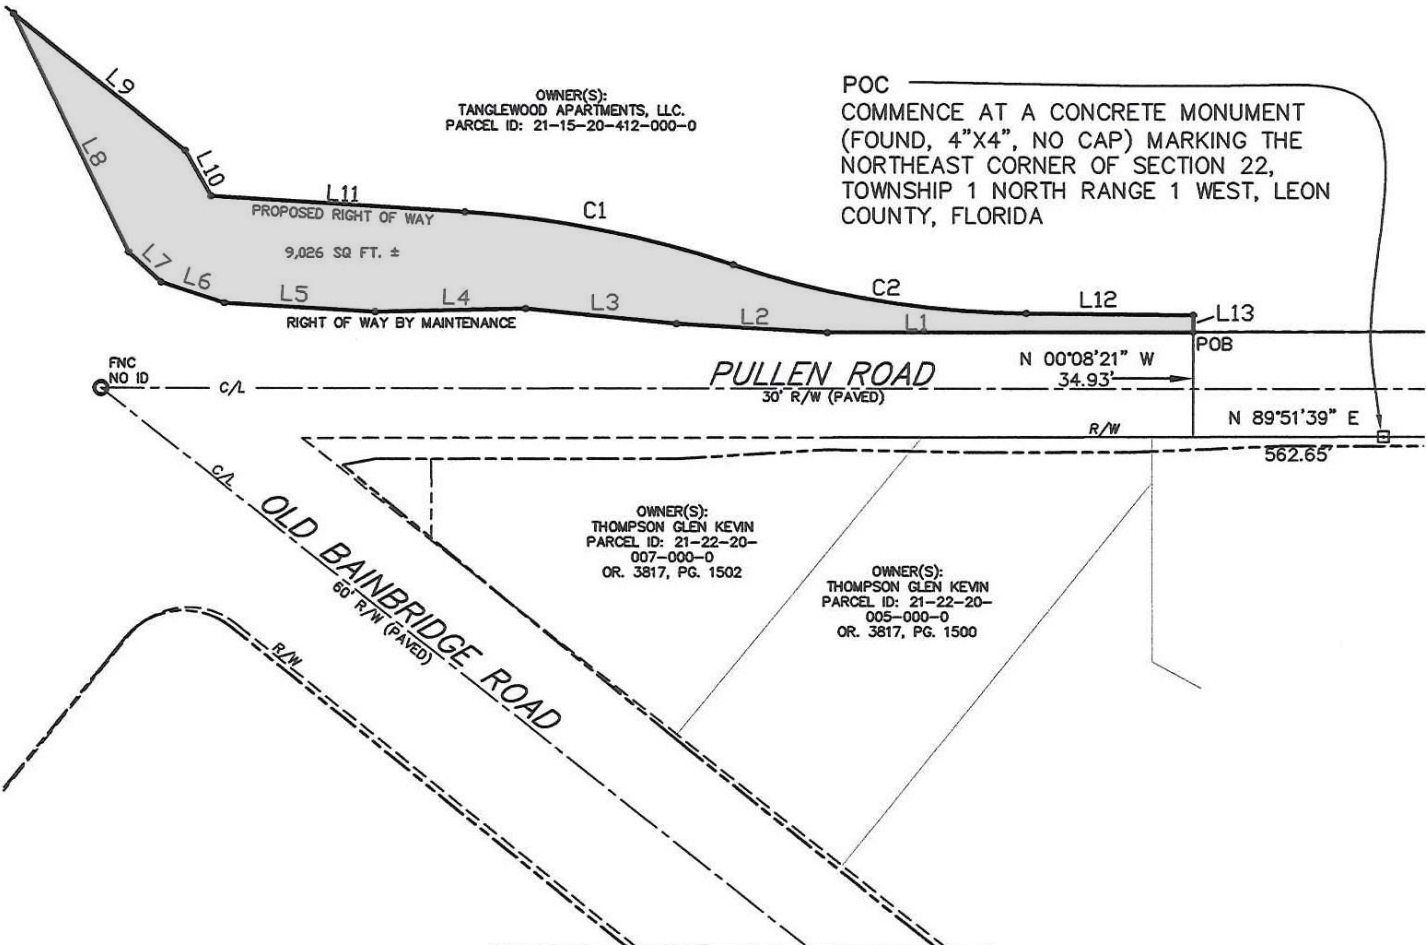 POC
COMMENCE AT A CONCRETE MONUMENT
(FOUND, 4"X4", NO CAP) MARKING THE
NORTHEAST CORNER OF SECTION 22,
TOWNSHIP 1 NORTH RANGE 1 WEST, LEON
COUNTY, FLORIDA
OWNER(S):
TANGLEWOOD APARTMENTS, LLC.
PARCEL ID: 21-15-20-412-000-0
L9
L8
L10
L11
PROPOSED RIGHT OF WAY
9,026 SQ FT. ±
C1
C2
L12
L13
L7
L6
L5
L4
L3
L2
L1
RIGHT OF WAY BY MAINTENANCE
POB
FNC
NO ID
C/L
PULLEN ROAD
30' R/W (PAVED)
N 00°08'21" W
34.93'
R/W
N 89°51'39" E
562.65'
C/L
OLD BAINBRIDGE ROAD
60' R/W (PAVED)
R/W
OWNER(S):
THOMPSON GLEN KEVIN
PARCEL ID: 21-22-20-
007-000-0
OR. 3817, PG. 1502
OWNER(S):
THOMPSON GLEN KEVIN
PARCEL ID: 21-22-20-
005-000-0
OR. 3817, PG. 1500